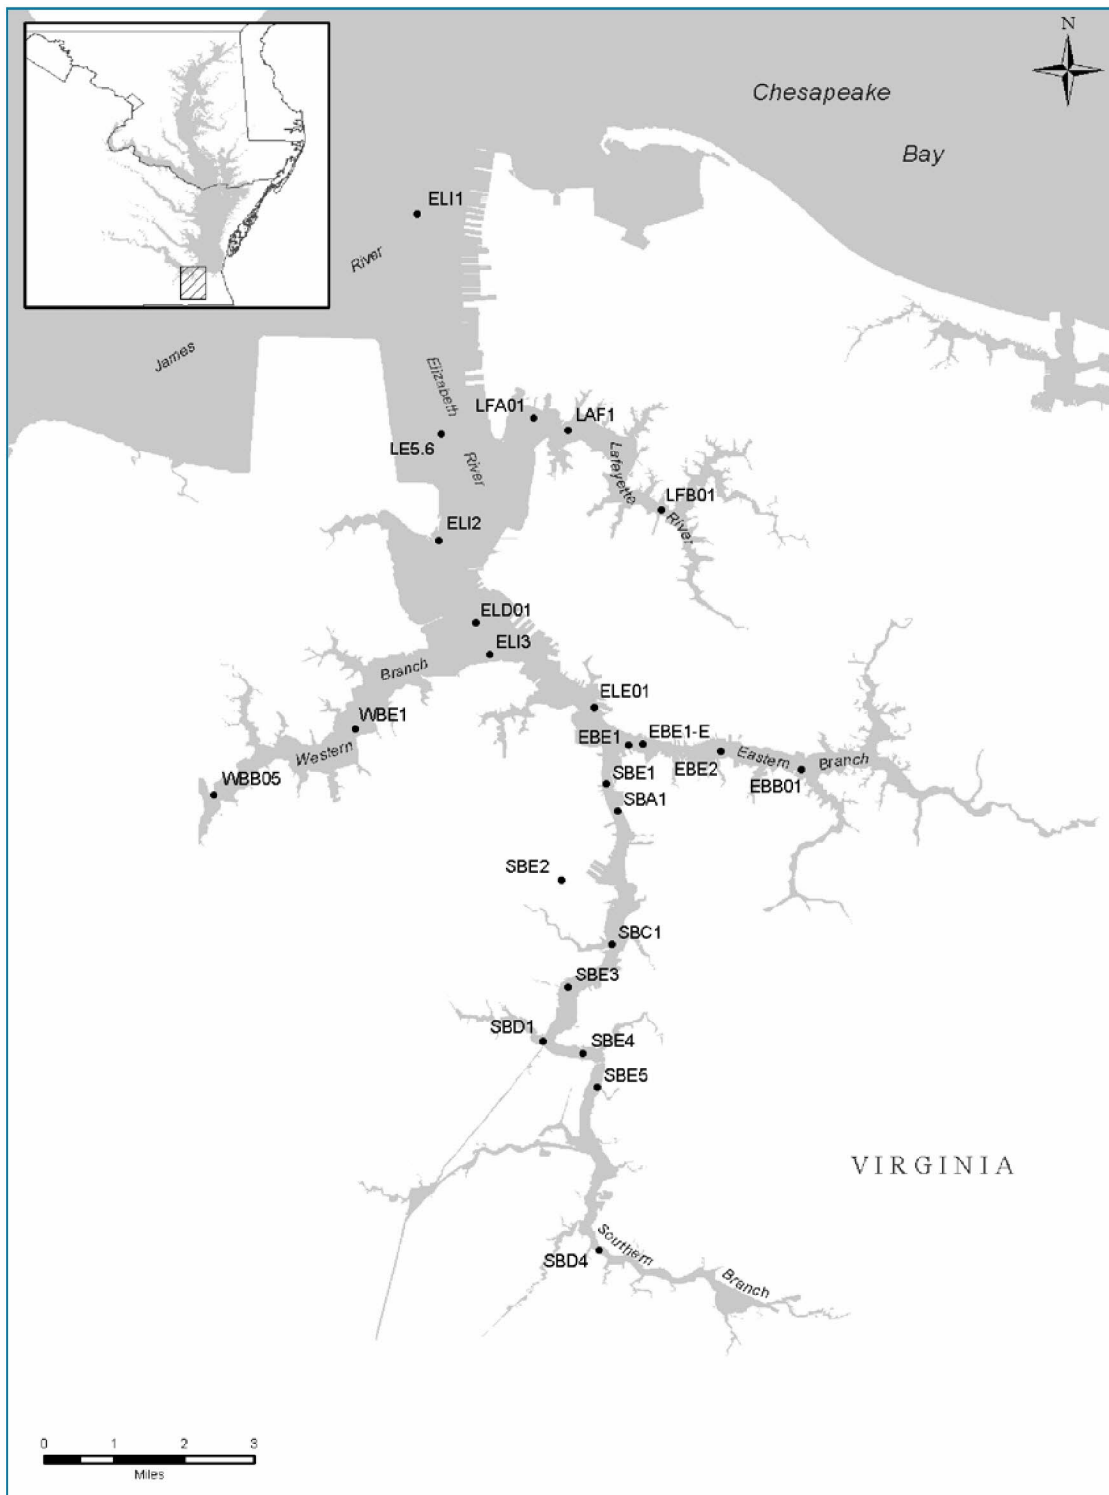 N
Chesapeake
Bay
ELI1
River
James
Elizabeth
River
LFA01
LAF1
LE5.6
Lafayette
River
LFB01
ELI2
ELD01
ELI3
Branch
Western
WBE1
WBB05
ELE01
EBE1
EBE1-E
EBE2
Eastern
Branch
EBB01
SBE1
SBA1
SBE2
SBC1
SBE3
SBD1
SBE4
SBE5
VIRGINIA
SBD4
Southern
Branch
0 1 2 3
Miles